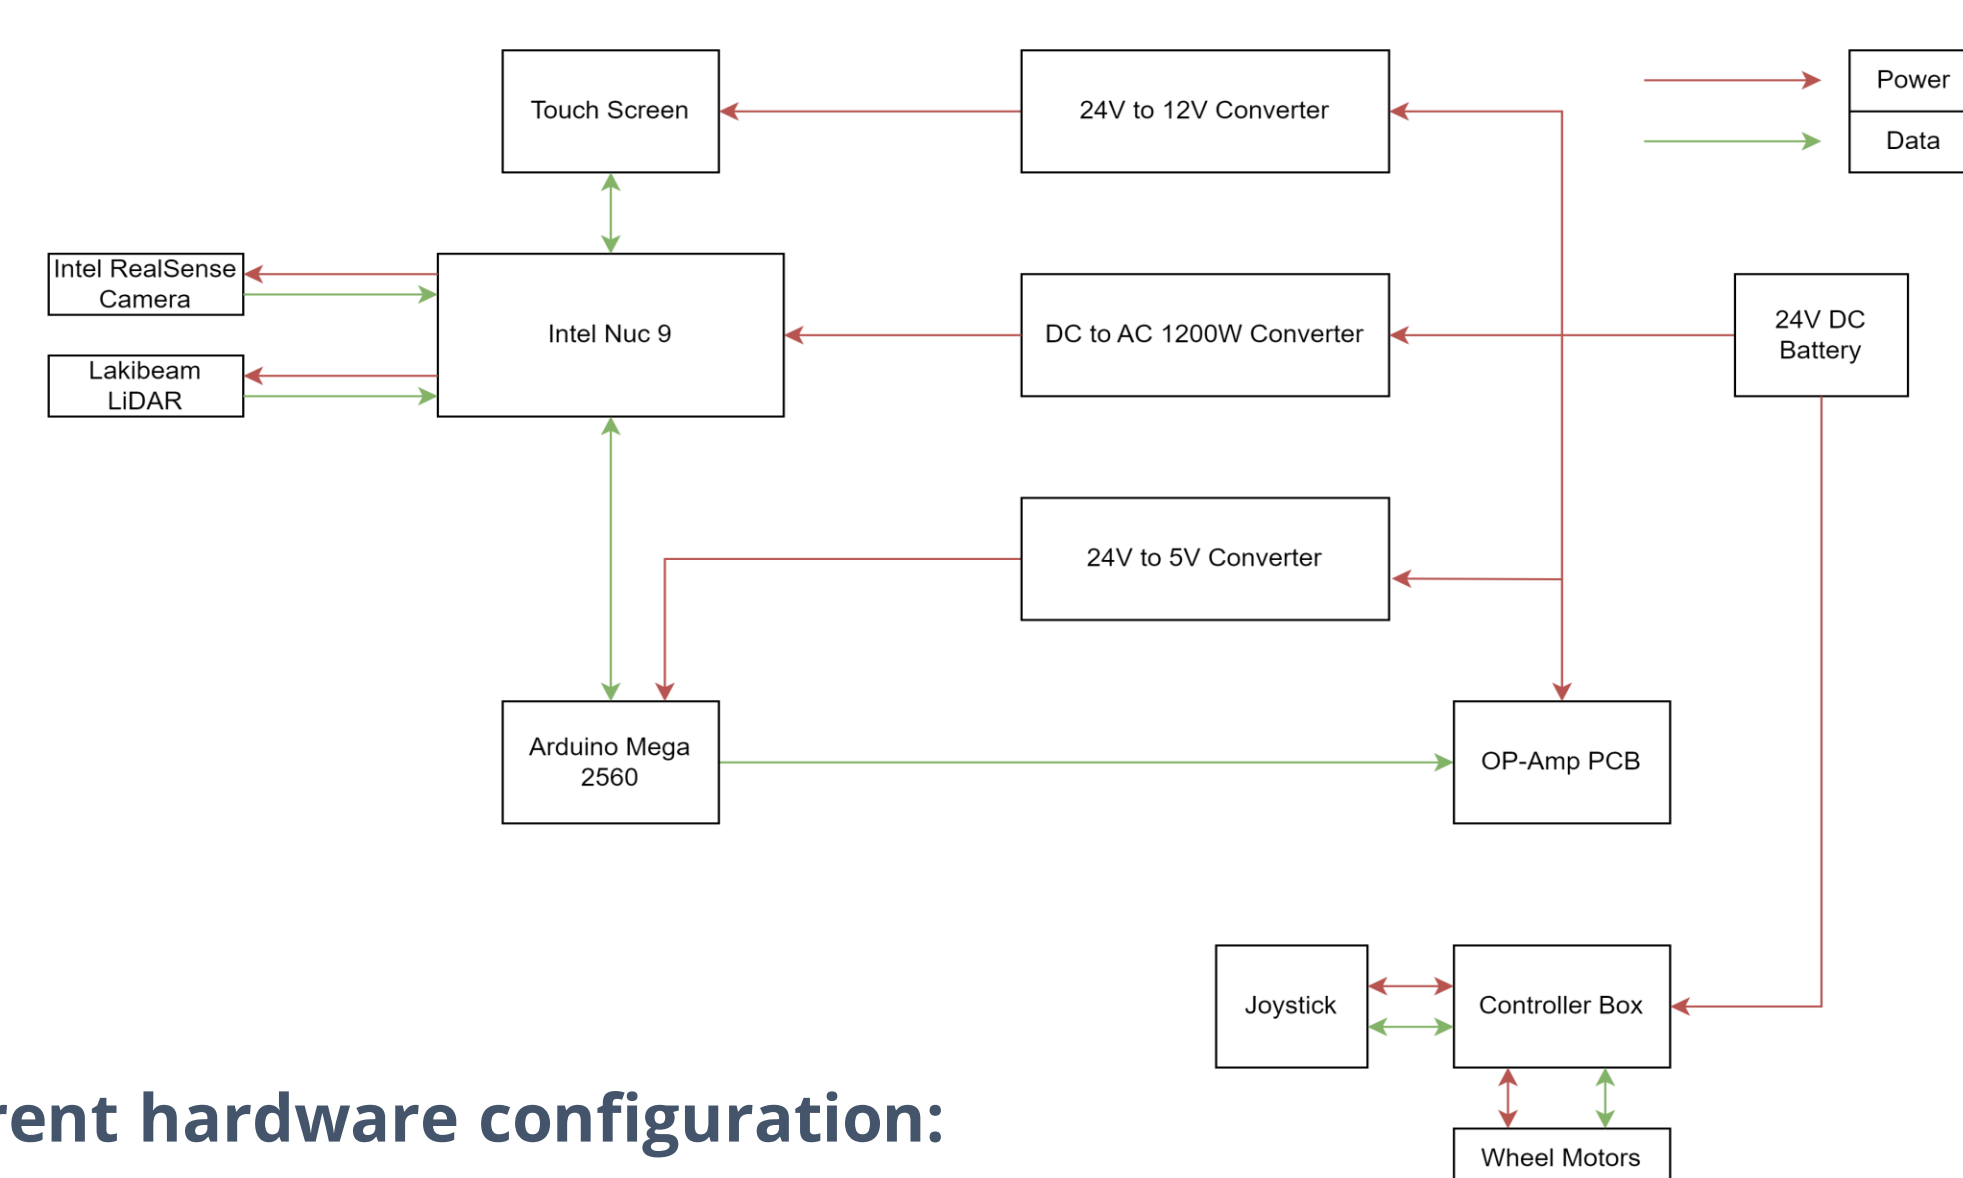 Touch Screen
24V to 12V Converter
Power
Data
Intel RealSense
Camera
Intel Nuc 9
DC to AC 1200W Converter
24V DC
Battery
Lakibeam
LiDAR
24V to 5V Converter
Arduino Mega
2560
OP-Amp PCB
Joystick
Controller Box
rent hardware configuration:
Wheel Motors